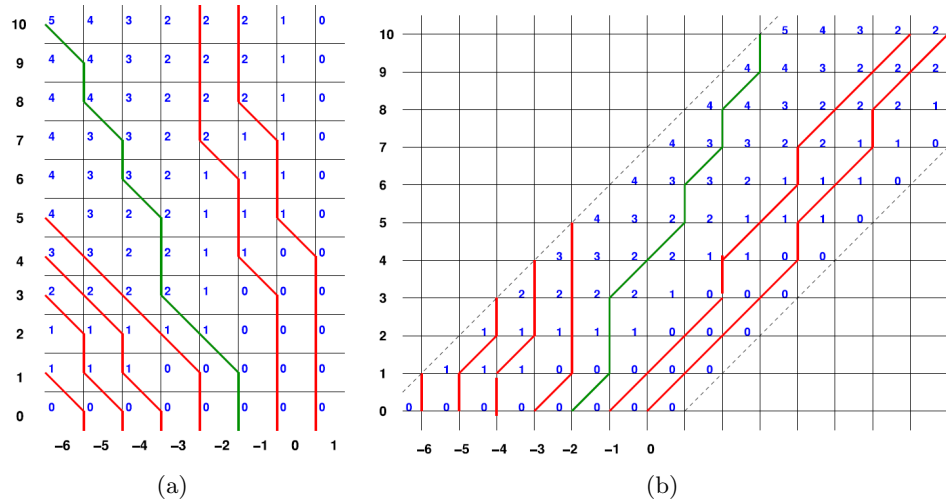 10 5 4 3 2 2 2 1 0
9 4 4 3 2 2 2 1 0
8 4 4 3 2 2 2 1 0
7 4 3 3 2 2 1 1 0
6 4 3 3 2 1 1 1 0
5 4 3 2 2 1 1 1 0
4 3 3 2 2 1 1 0 0
3 2 2 2 2 1 0 0 0
2 1 1 1 1 1 0 0 0
1 1 1 1 0 0 0 0 0
0 0 0 0 0 0 0 0 0
−6 −5 −4 −3 −2 −1 0 1
(a)
10 5 4 3 2 2
9 4 4 3 2 2 2
8 4 4 3 2 2 2 1
7 4 3 3 2 2 1 1 0
6 4 3 3 2 1 1 1 0
5 4 3 2 2 1 1 1 0
4 3 3 2 2 1 1 0 0
3 2 2 2 2 1 0 0 0
2 1 1 1 1 1 0 0 0
1 1 1 1 0 0 0 0 0
0 0 0 0 0 0 0 0 0
−6 −5 −4 −3 −2 −1 0
(b)